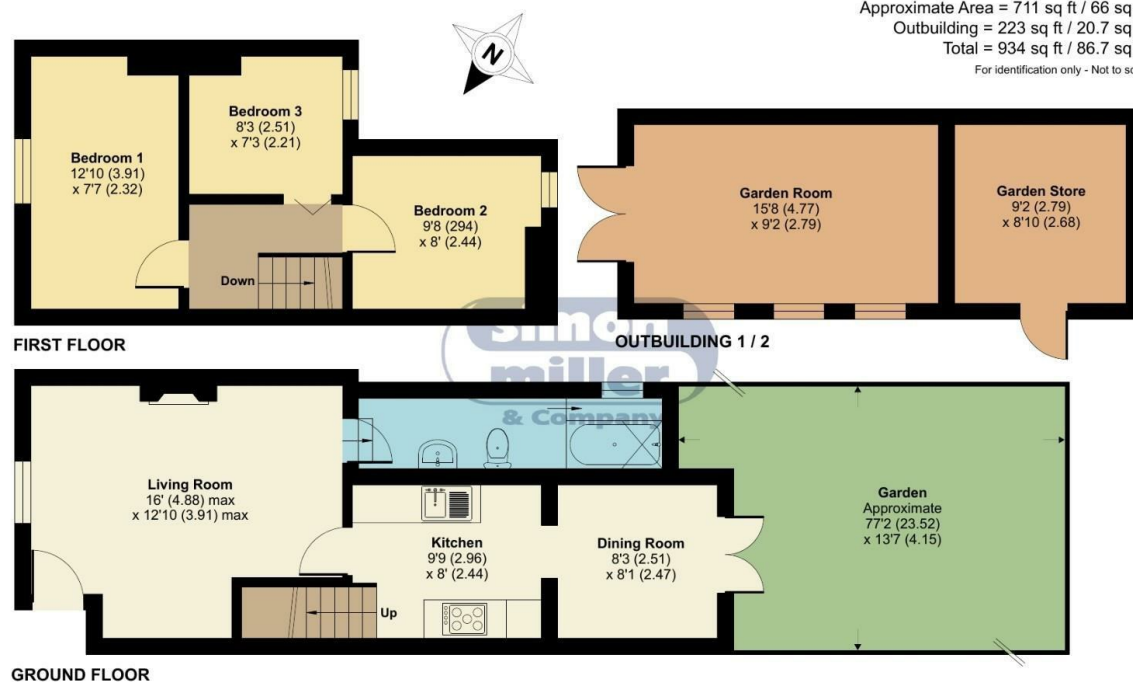 Approximate Area = 711 sq ft / 66 sq
Outbuilding = 223 sq ft / 20.7 sq
Total = 934 sq ft / 86.7 sq
For identification only - Not to
N
Bedroom 1
12'10 (3.91)
x 7'7 (2.32)
Bedroom 3
8'3 (2.51)
x 7'3 (2.21)
Bedroom 2
9'8 (294)
x 8' (2.44)
Down
FIRST FLOOR
Garden Room
15'8 (4.77)
x 9'2 (2.79)
Garden Store
9'2 (2.79)
x 8'10 (2.68)
OUTBUILDING 1 / 2
simon
miller
& Company
Living Room
16' (4.88) max
x 12'10 (3.91) max
Kitchen
9'9 (2.96)
x 8' (2.44)
Dining Room
8'3 (2.51)
x 8'1 (2.47)
Garden
Approximate
77'2 (23.52)
x 13'7 (4.15)
Up
GROUND FLOOR